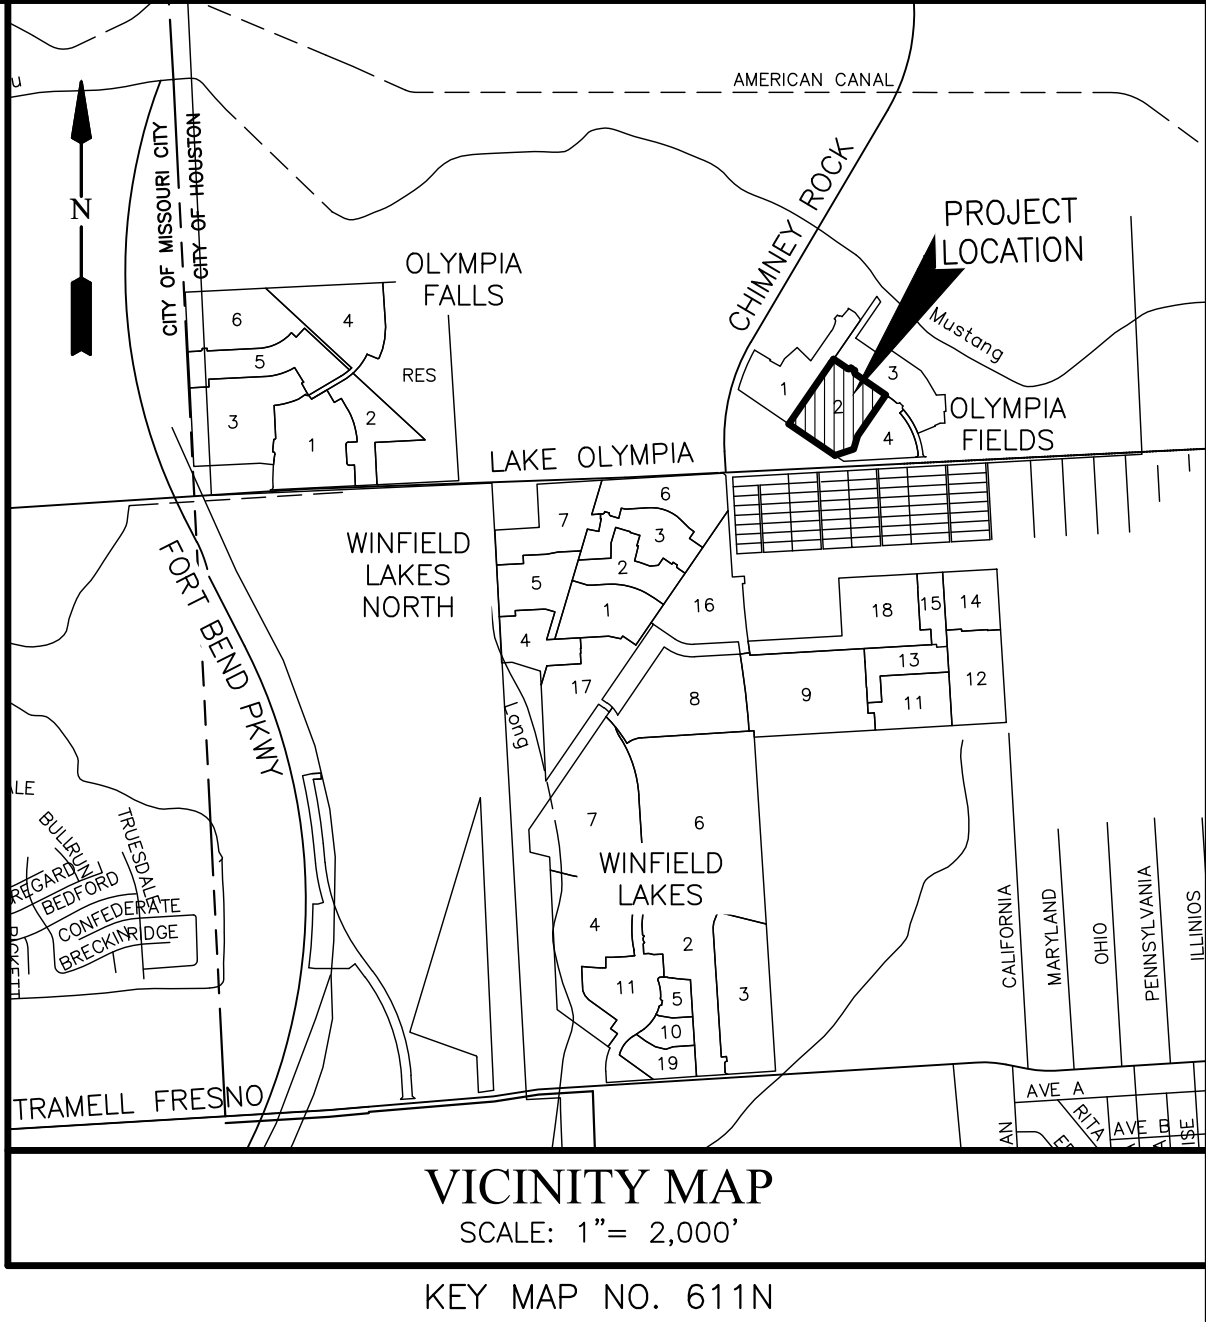 AMERICAN CANAL
u
CITY OF MISSOURI CITY
CITY OF HOUSTON
N
CHIMNEY ROCK
PROJECT
LOCATION
OLYMPIA
FALLS
6
4
5
RES
3
2
1
Mustang
1
3
2
4
OLYMPIA
FIELDS
LAKE OLYMPIA
WINFIELD
LAKES
NORTH
6
7
3
2
5
1
4
17
16
18
15
14
13
12
11
9
8
FORT BEND PKWY
Long
7
6
WINFIELD
LAKES
4
2
3
11
5
10
19
ALE
BULLRUN
TRUESDALE
REGARD
BEDFORD
CONFEDERATE
BRECKINRIDGE
PICKETT
CALIFORNIA
MARYLAND
OHIO
PENNSYLVANIA
ILLINIOS
TRAMELL FRESNO
AVE A
RITA
AVE B
AN
ISE
VICINITY MAP
SCALE: 1"= 2,000'
KEY MAP NO. 611N